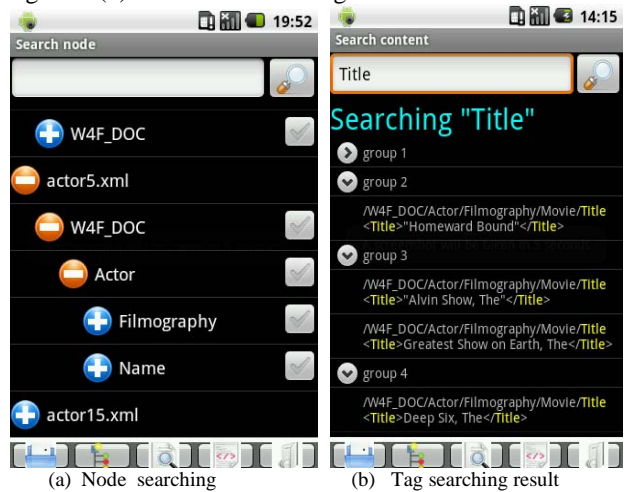 19:52
Search node
W4F_DOC
actor5.xml
W4F_DOC
Actor
Filmography
Name
actor15.xml
(a) Node searching
14:15
Search content
Title
Searching "Title"
group 1
group 2
/W4F_DOC/Actor/Filmography/Movie/Title
<Title>"Homeward Bound"</Title>
group 3
/W4F_DOC/Actor/Filmography/Movie/Title
<Title>"Alvin Show, The"</Title>
/W4F_DOC/Actor/Filmography/Movie/Title
<Title>Greatest Show on Earth, The</Title>
group 4
/W4F_DOC/Actor/Filmography/Movie/Title
<Title>Deep Six, The</Title>
(b) Tag searching result